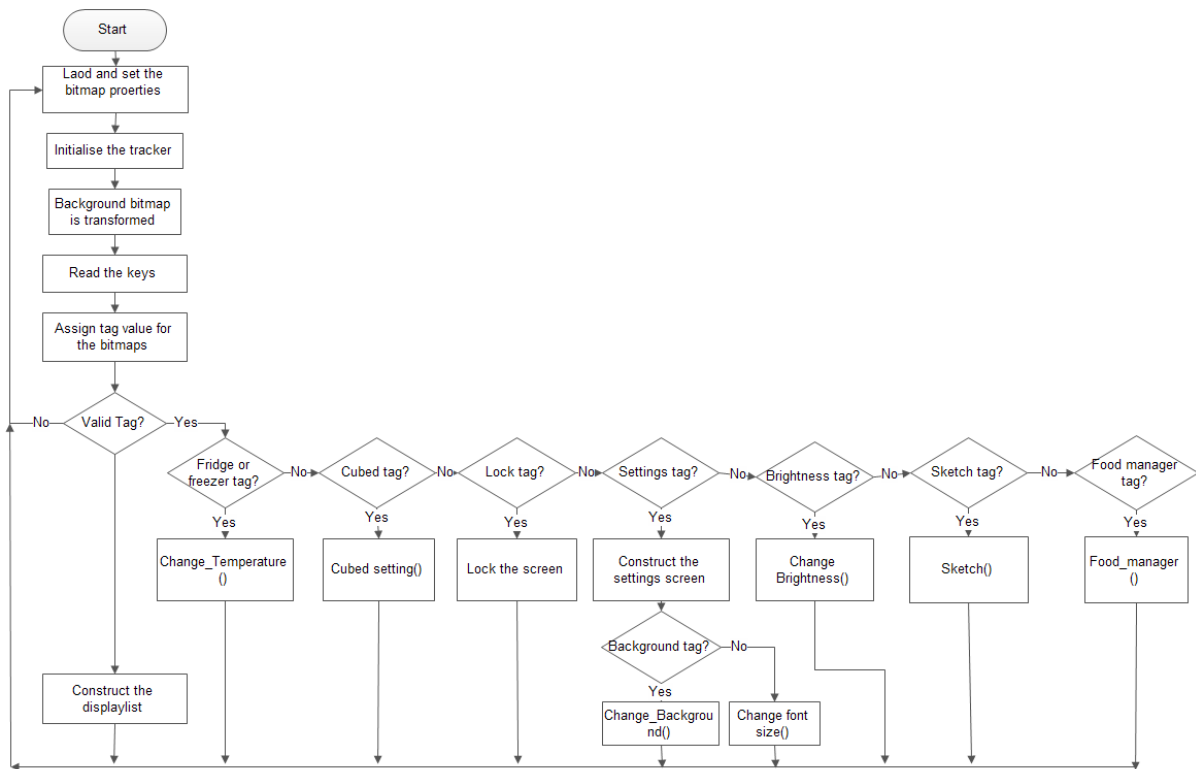 Start
Laod and set the
bitmap proerties
Initialise the tracker
Background bitmap
is transformed
Read the keys
Assign tag value for
the bitmaps
No
Valid Tag?
Yes
Fridge or
freezer tag?
No
Cubed tag?
No
Lock tag?
No
Settings tag?
No
Brightness tag?
No
Sketch tag?
No
Food manager
tag?
Yes
Yes
Yes
Yes
Yes
Yes
Yes
Change_Temperature
()
Cubed setting()
Lock the screen
Construct the
settings screen
Change
Brightness()
Sketch()
Food_manager
()
Background tag?
No
Yes
Construct the
displaylist
Change_Backgrou
nd()
Change font
size()